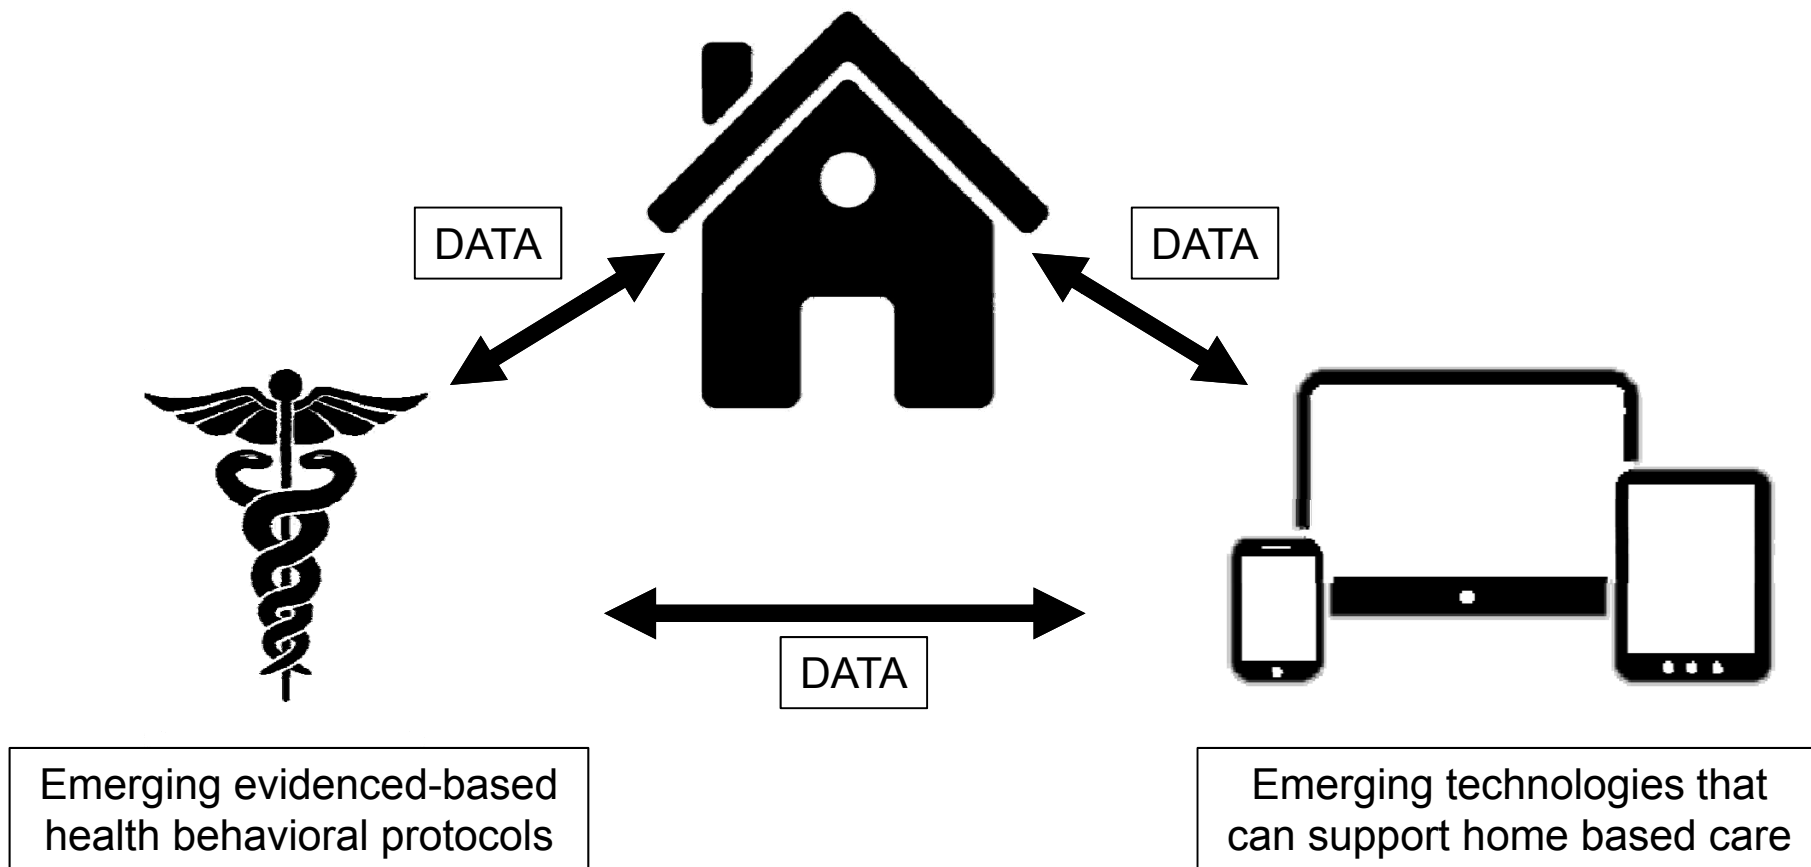 DATA
DATA
DATA
Emerging evidenced-based
health behavioral protocols
Emerging technologies that
can support home based care